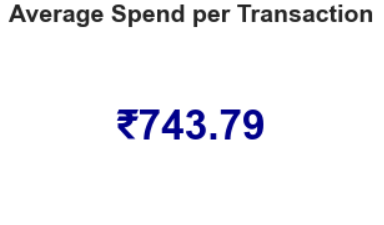 Average Spend per Transaction
₹743.79